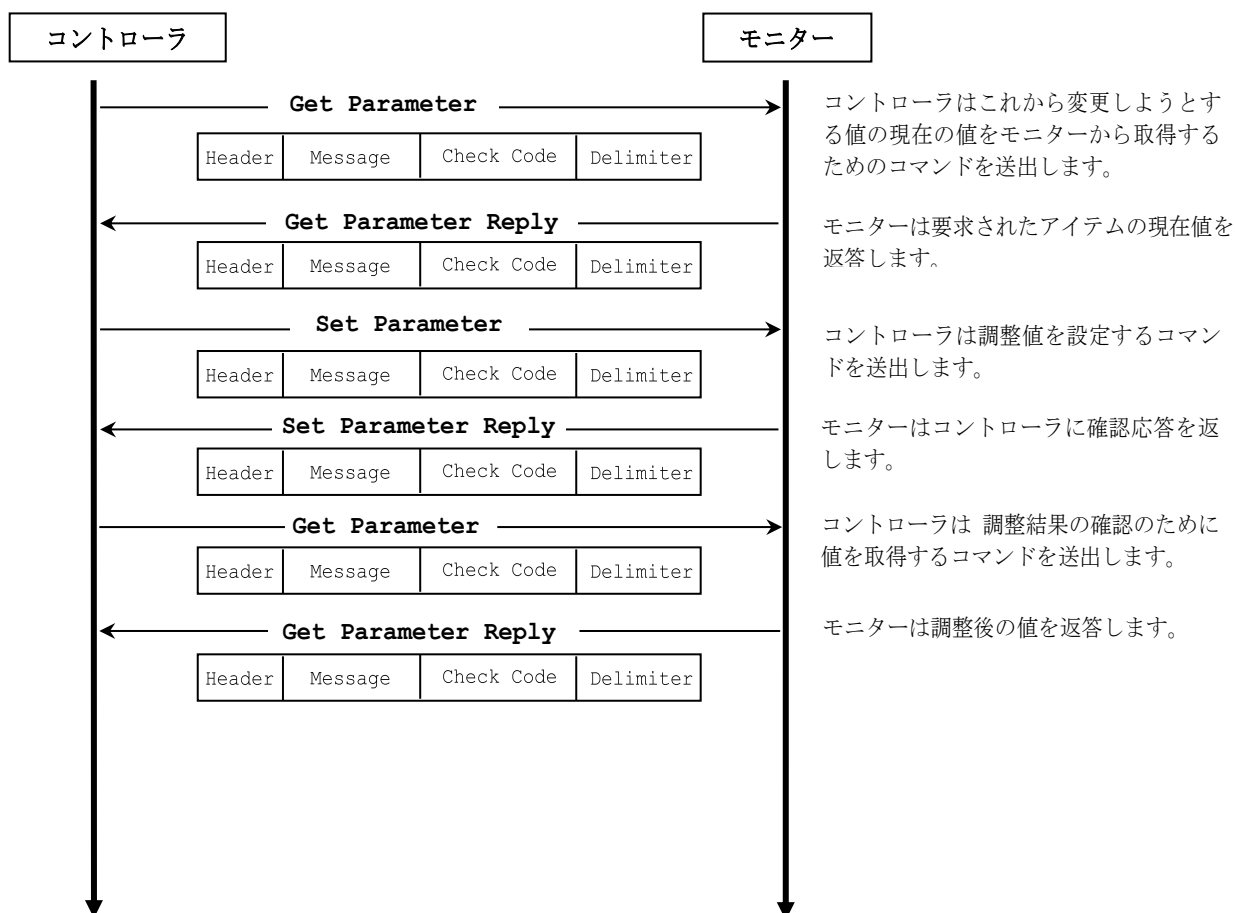 コントローラ
モニター
Get Parameter
コントローラはこれから変更しようとす
る値の現在の値をモニターから取得する
ためのコマンドを送出します。
Header Message Check Code Delimiter
Get Parameter Reply
モニターは要求されたアイテムの現在値を
返答します。
Header Message Check Code Delimiter
Set Parameter
コントローラは調整値を設定するコマン
ドを送出します。
Header Message Check Code Delimiter
Set Parameter Reply
モニターはコントローラに確認応答を返
します。
Header Message Check Code Delimiter
Get Parameter
コントローラは 調整結果の確認のために
値を取得するコマンドを送出します。
Header Message Check Code Delimiter
Get Parameter Reply
モニターは調整後の値を返答します。
Header Message Check Code Delimiter